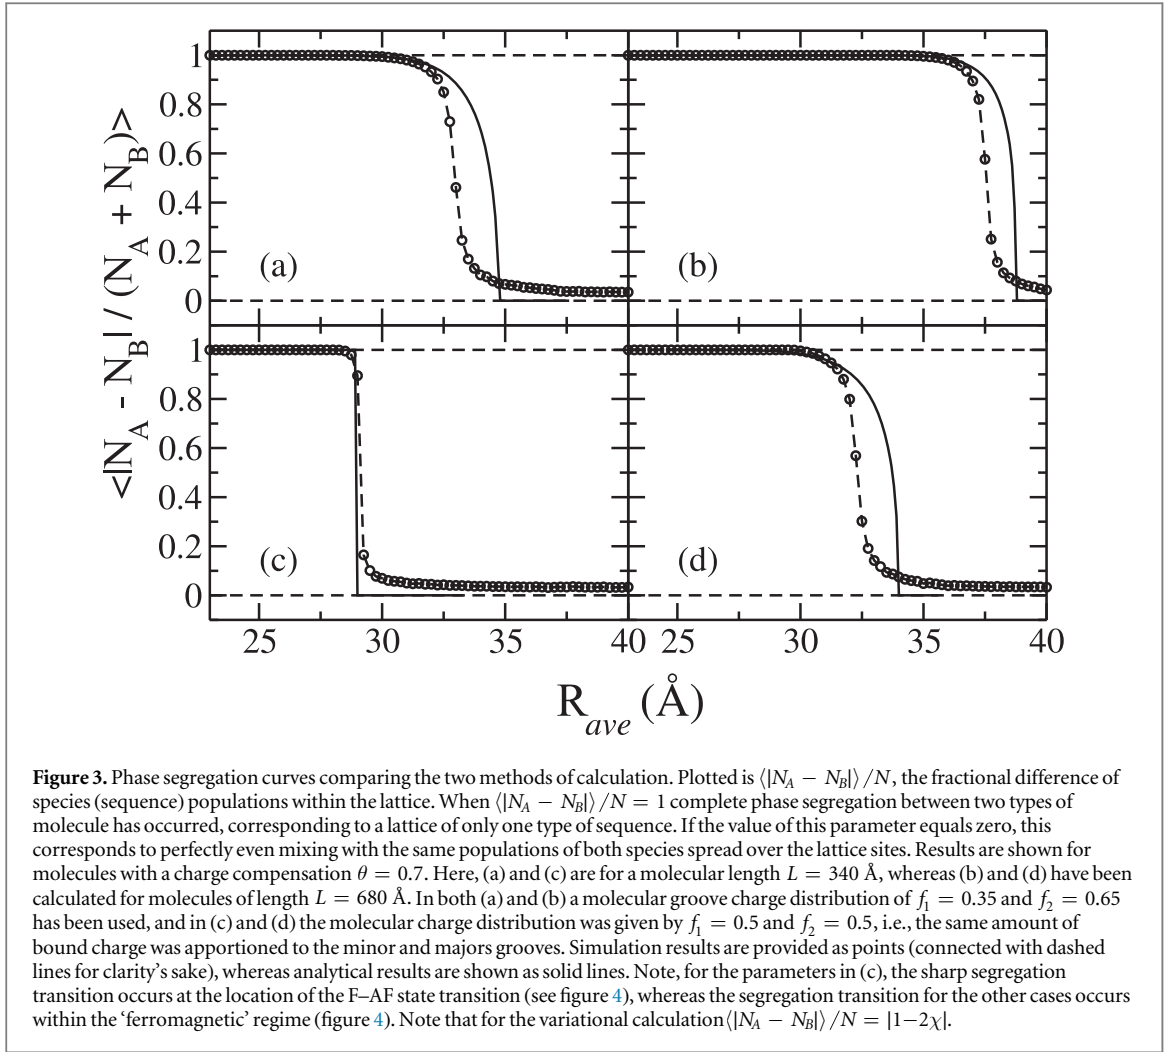 <|N_A - N_B| / (N_A + N_B)>
1
0.8
0.6
0.4
0.2
0
(a)
(b)
1
0.8
0.6
0.4
0.2
0
(c)
(d)
25 30 35 40 25 30 35 40
R_ave (Å)
Figure 3. Phase segregation curves comparing the two methods of calculation. Plotted is ⟨|N_A − N_B|⟩/N, the fractional difference of
species (sequence) populations within the lattice. When ⟨|N_A − N_B|⟩/N = 1 complete phase segregation between two types of
molecule has occurred, corresponding to a lattice of only one type of sequence. If the value of this parameter equals zero, this
corresponds to perfectly even mixing with the same populations of both species spread over the lattice sites. Results are shown for
molecules with a charge compensation θ = 0.7. Here, (a) and (c) are for a molecular length L = 340 Å, whereas (b) and (d) have been
calculated for molecules of length L = 680 Å. In both (a) and (b) a molecular groove charge distribution of f₁ = 0.35 and f₂ = 0.65
has been used, and in (c) and (d) the molecular charge distribution was given by f₁ = 0.5 and f₂ = 0.5, i.e., the same amount of
bound charge was apportioned to the minor and majors grooves. Simulation results are provided as points (connected with dashed
lines for clarity's sake), whereas analytical results are shown as solid lines. Note, for the parameters in (c), the sharp segregation
transition occurs at the location of the F–AF state transition (see figure 4), whereas the segregation transition for the other cases occurs
within the 'ferromagnetic' regime (figure 4). Note that for the variational calculation⟨|N_A − N_B|⟩/N = |1−2χ|.